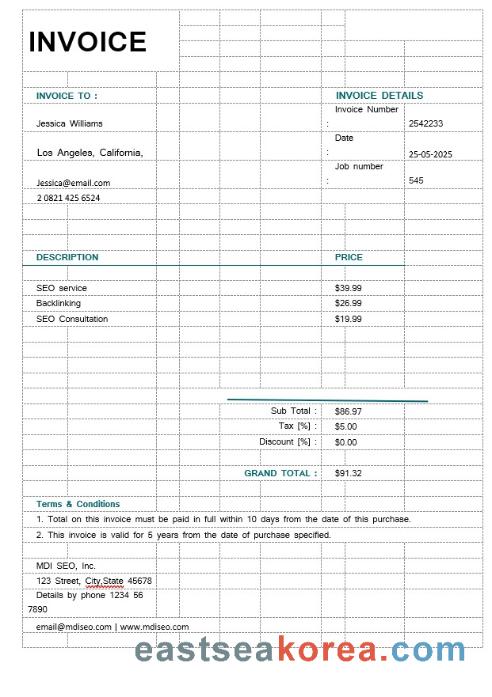 INVOICE
INVOICE TO :
INVOICE DETAILS
Invoice Number
Jessica Williams
: 2542233
Date
Los Angeles, California,
: 25-05-2025
Job number
Jessica@email.com
: 545
2 0821 425 6524
DESCRIPTION PRICE
SEO service $39.99
Backlinking $26.99
SEO Consultation $19.99
Sub Total : $86.97
Tax [%] : $5.00
Discount [%] : $0.00
GRAND TOTAL : $91.32
Terms & Conditions
1. Total on this invoice must be paid in full within 10 days from the date of this purchase.
2. This invoice is valid for 5 years from the date of purchase specified.
MDI SEO, Inc.
123 Street, City,State 45678
Details by phone 1234 56
7890
email@mdiseo.com | www.mdiseo.com
eastseakorea.com